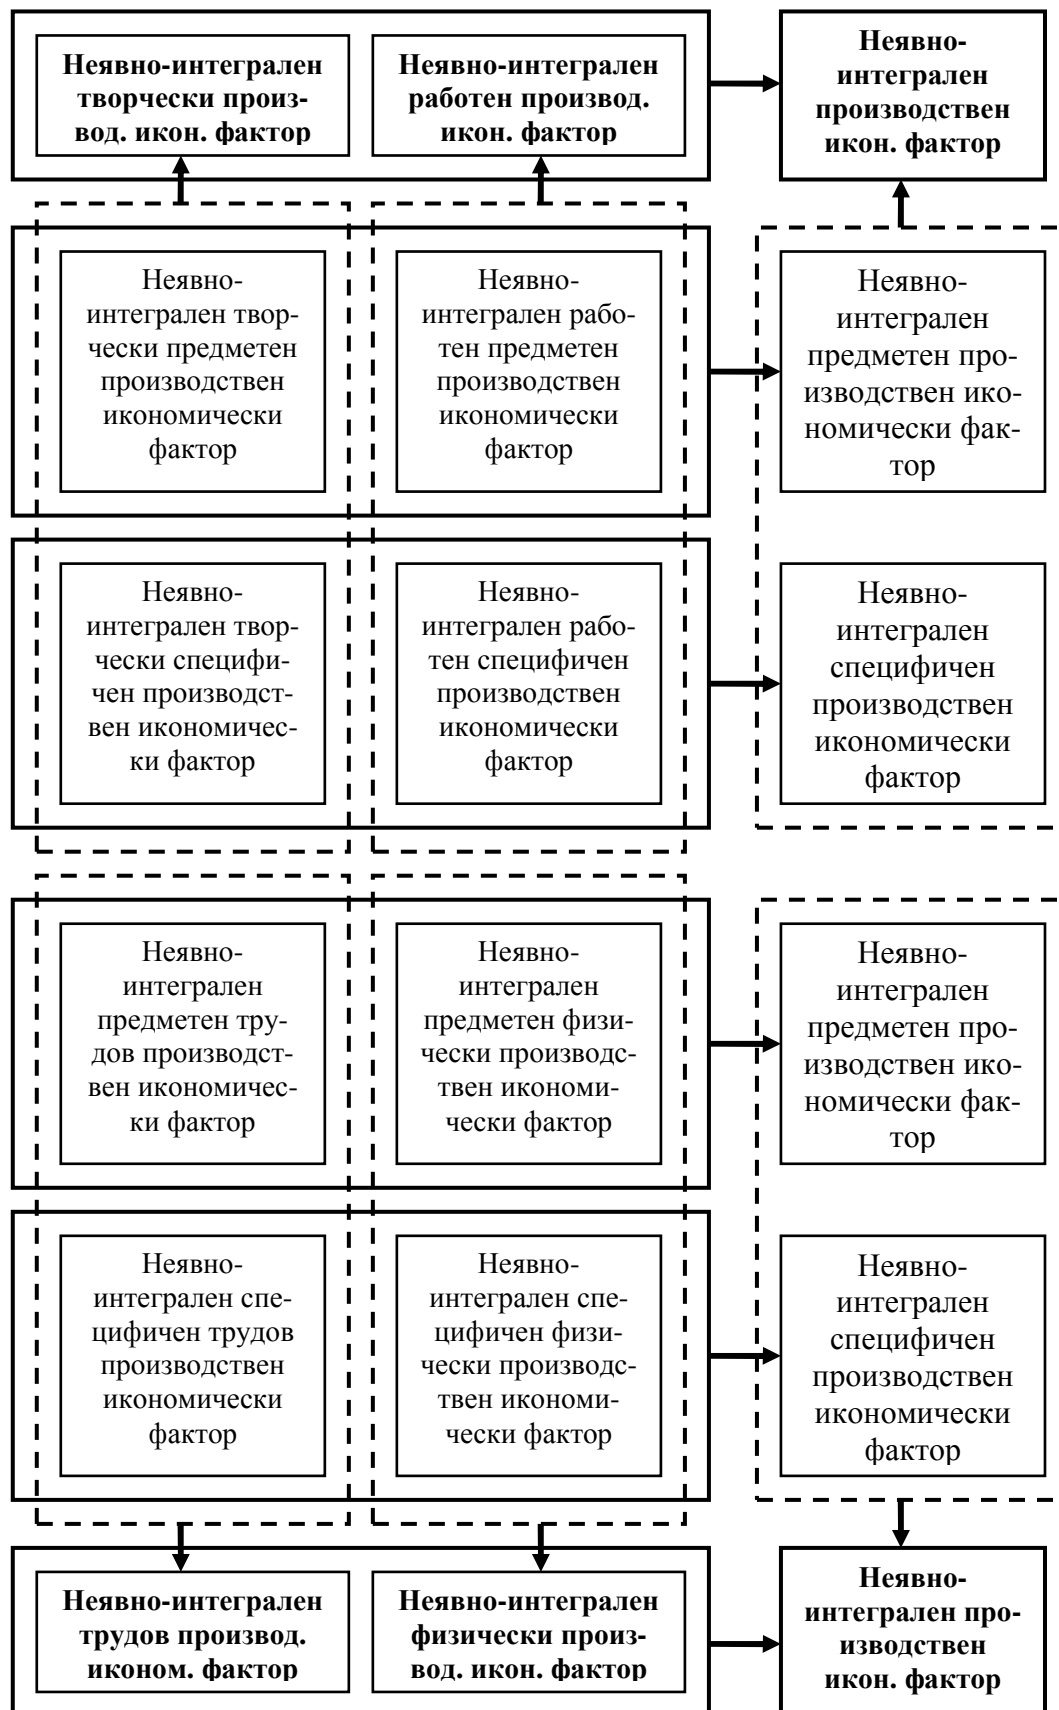 Неявно-интегрален
творчески произ-
вод. икон. фактор
Неявно-интегрален
работен производ.
икон. фактор
Неявно-
интегрален
производствен
икон. фактор
Неявно-
интегрален твор-
чески предметен
производствен
икономически
фактор
Неявно-
интегрален рабо-
тен предметен
производствен
икономически
фактор
Неявно-
интегрален
предметен про-
изводствен ико-
номически фак-
тор
Неявно-
интегрален твор-
чески специфи-
чен производст-
вен икономичес-
ки фактор
Неявно-
интегрален рабо-
тен специфичен
производствен
икономически
фактор
Неявно-
интегрален
специфичен
производствен
икономически
фактор
Неявно-
интегрален
предметен тру-
дов производст-
вен икономичес-
ки фактор
Неявно-
интегрален
предметен физи-
чески производс-
твен икономи-
чески фактор
Неявно-
интегрален
предметен про-
изводствен ико-
номически фак-
тор
Неявно-
интегрален спе-
цифичен трудов
производствен
икономически
фактор
Неявно-
интегрален спе-
цифичен физи-
чески производс-
твен икономи-
чески фактор
Неявно-
интегрален
специфичен
производствен
икономически
фактор
Неявно-интегрален
трудов производ.
иконом. фактор
Неявно-интегрален
физически произ-
вод. икон. фактор
Неявно-
интегрален про-
изводствен
икон. фактор